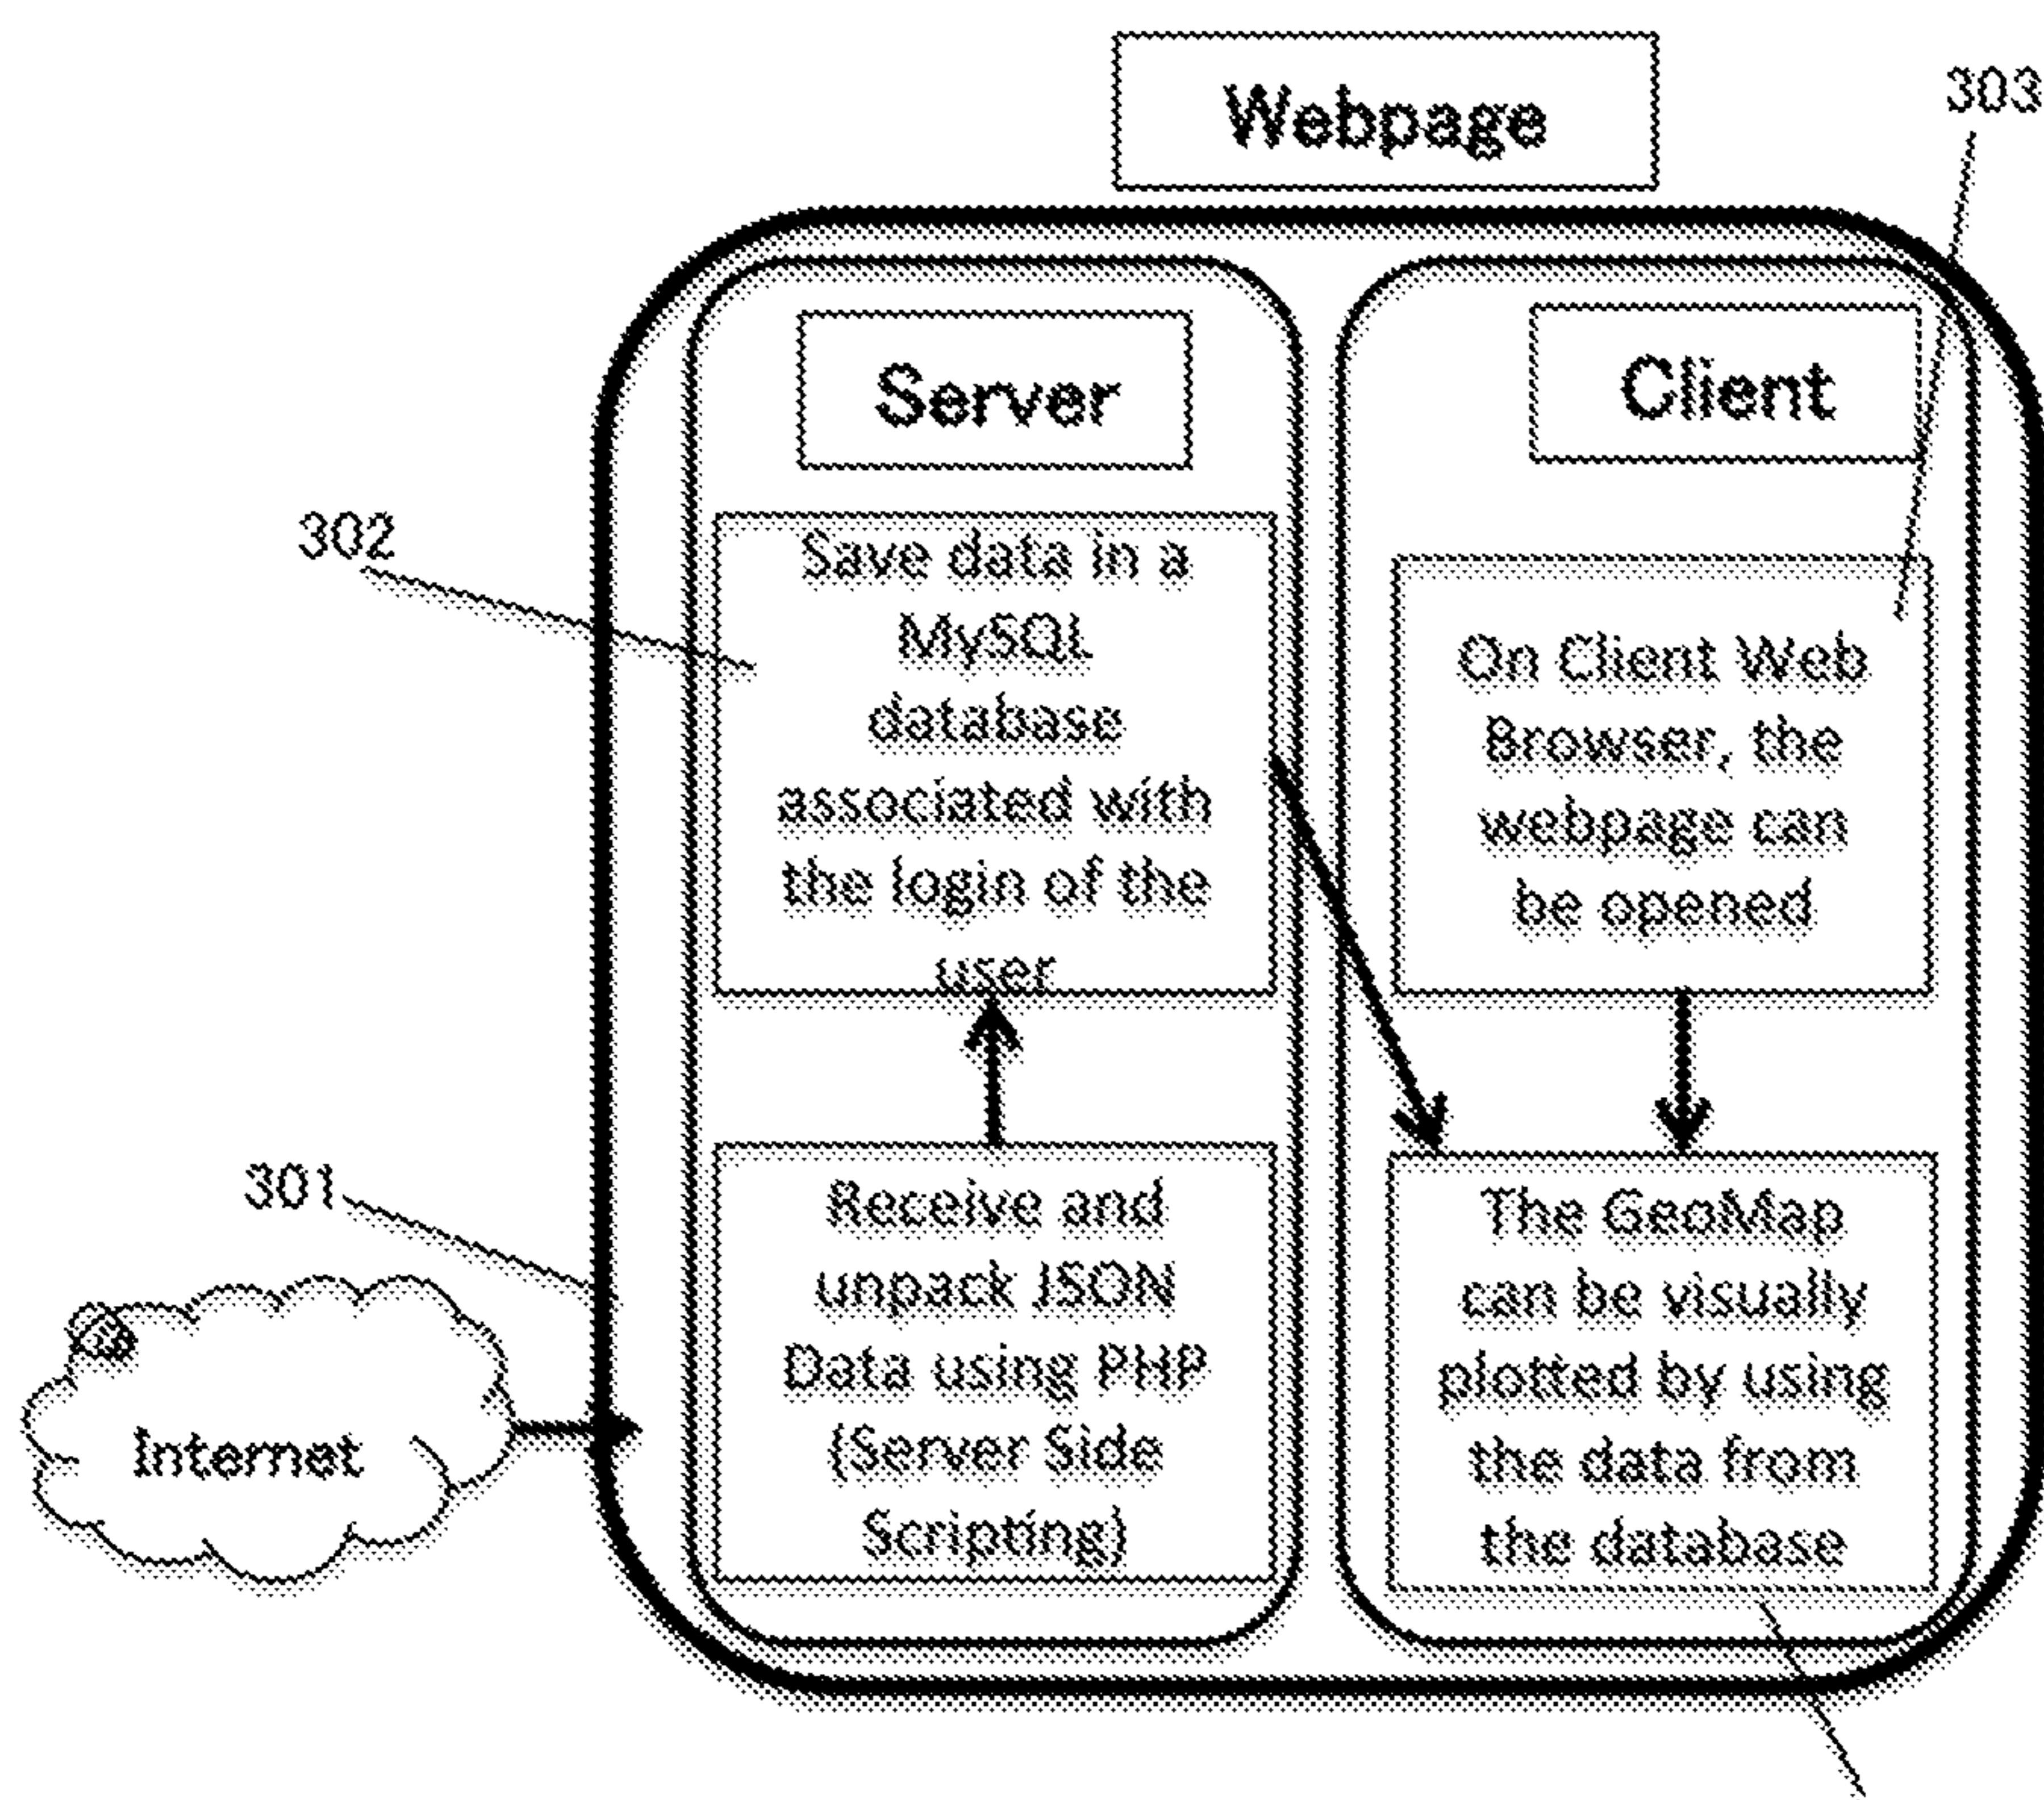 Webpage
303
Server
Client
302
Save data in a
MySQL
database
associated with
the login of the
user
On Client Web
Browser, the
webpage can
be opened
301
Receive and
unpack JSON
Data using PHP
(Server Side
Scripting)
The GeoMap
can be visually
plotted by using
the data from
the database
Internet